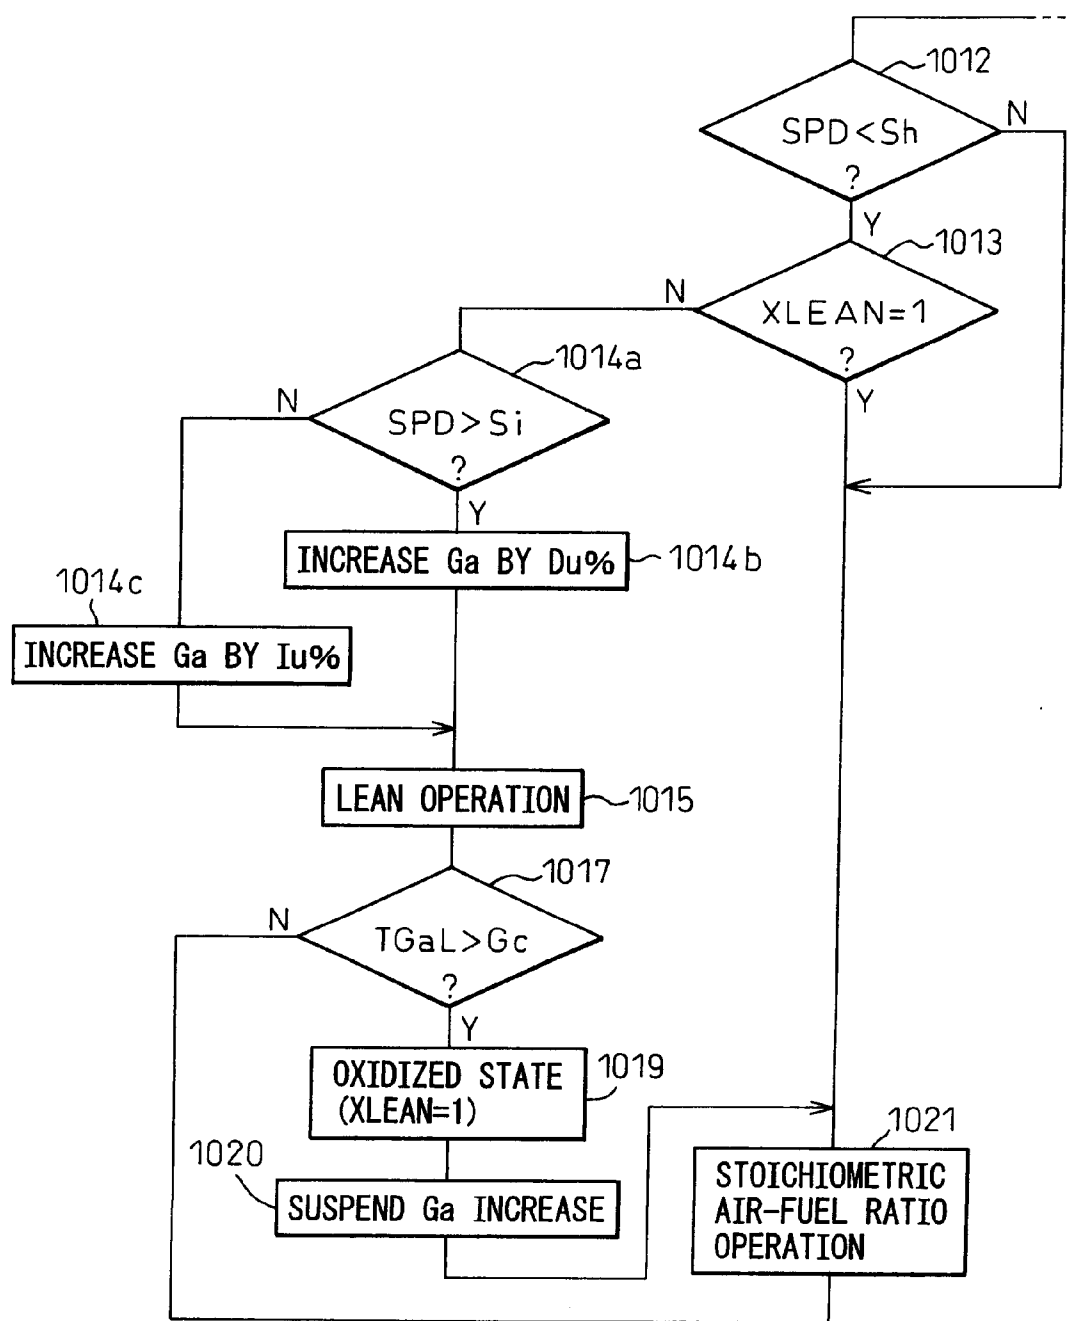 1012
SPD<Sh
?
N
Y
1013
XLEAN=1
?
N
Y
1014a
SPD>Si
?
N
Y
INCREASE Ga BY Du%
1014b
1014c
INCREASE Ga BY Iu%
LEAN OPERATION
1015
1017
TGaL>Gc
?
N
Y
OXIDIZED STATE
(XLEAN=1)
1019
1020
SUSPEND Ga INCREASE
1021
STOICHIOMETRIC
AIR-FUEL RATIO
OPERATION